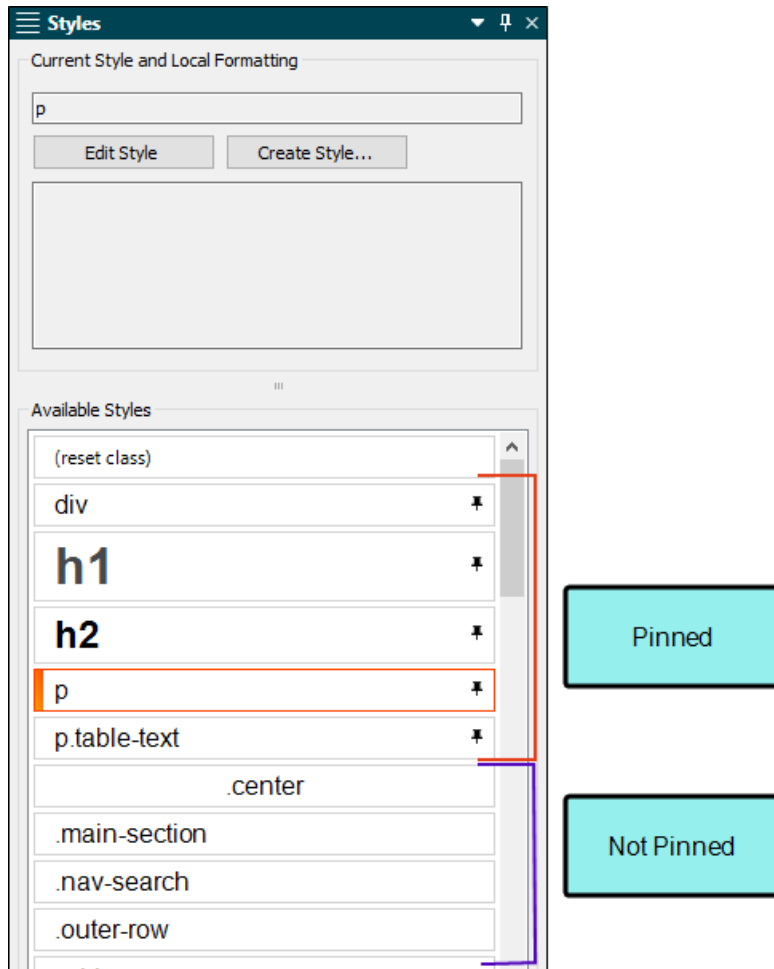 Styles
Current Style and Local Formatting
p
Edit Style
Create Style...
Available Styles
(reset class)
div
h1
h2
p
p.table-text
.center
.main-section
.nav-search
.outer-row
Pinned
Not Pinned